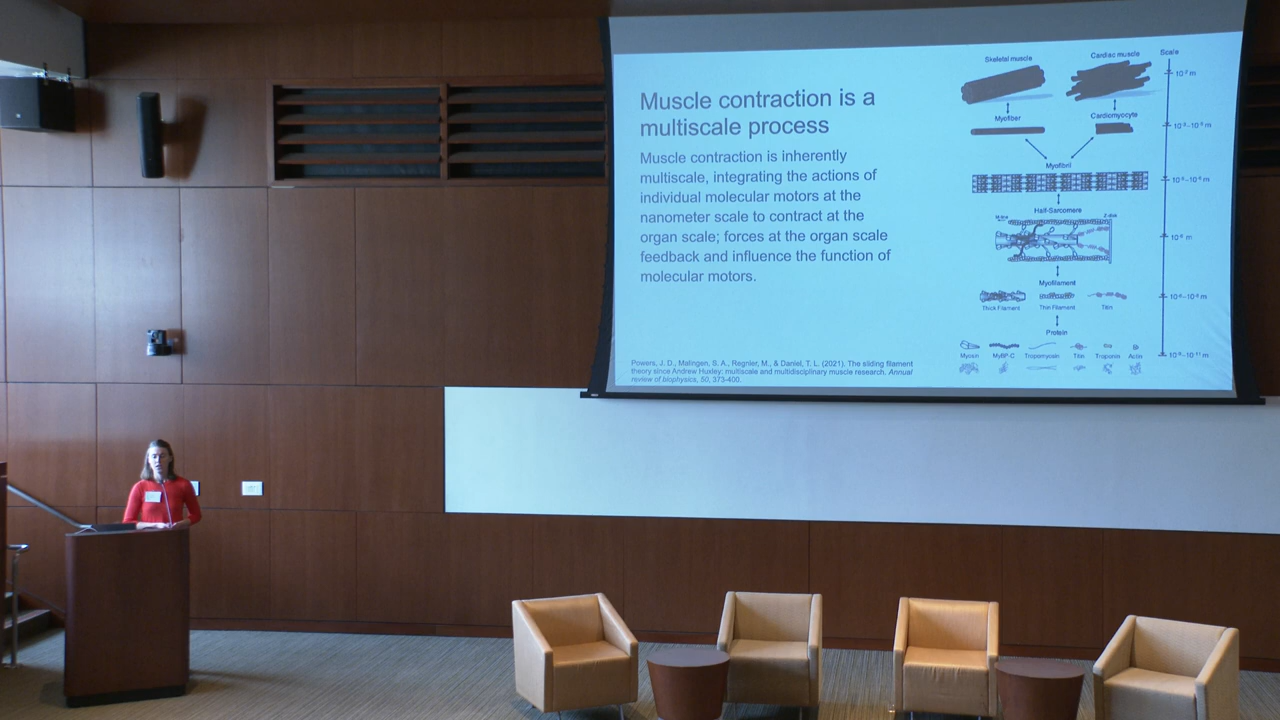 Muscle contraction is a
multiscale process
Muscle contraction is inherently
multiscale, integrating the actions of
individual molecular motors at the
nanometer scale to contract at the
organ scale; forces at the organ scale
feedback and influence the function of
molecular motors.
Powers, J. D., Malingen, S. A., Regnier, M., & Daniel, T. L. (2021). The sliding filament
theory since Andrew Huxley: multiscale and multidisciplinary muscle research. Annual
review of biophysics, 50, 373-400.
Skeletal muscle
Cardiac muscle
Scale
Myofiber
Cardiomyocyte
Myofibril
Half-Sarcomere
Z-disk
Myofilament
Thick Filament
Thin Filament
Titin
Protein
Myosin
MyBP-C
Tropomyosin
Titin
Troponin
Actin